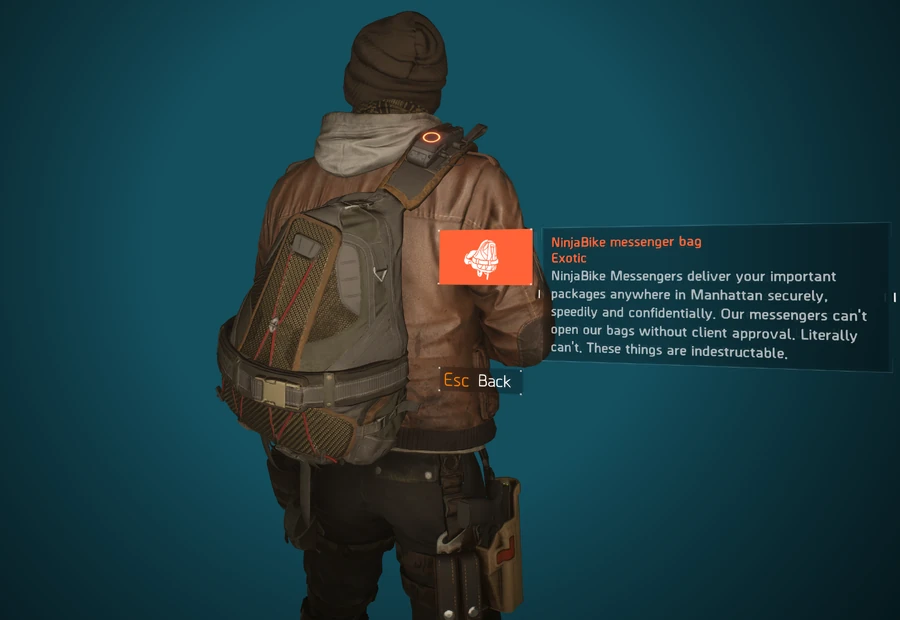 NinjaBike messenger bag
Exotic
NinjaBike Messengers deliver your important
packages anywhere in Manhattan securely,
speedily and confidentially. Our messengers can't
open our bags without client approval. Literally
can't. These things are indestructable.
Esc Back